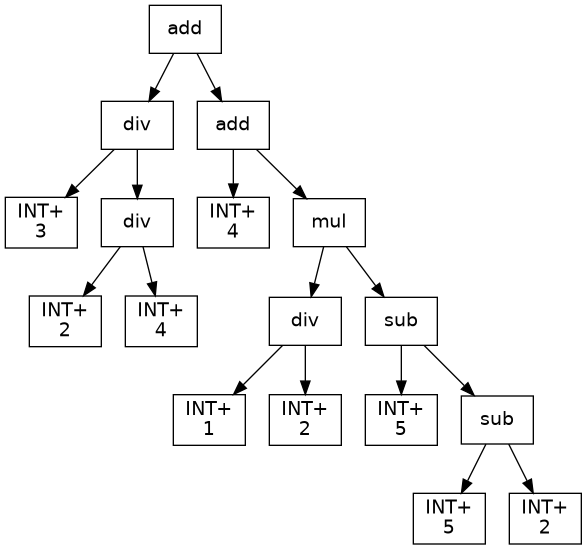 add
div
add
INT+
3
div
INT+
4
mul
INT+
2
INT+
4
div
sub
INT+
1
INT+
2
INT+
5
sub
INT+
5
INT+
2